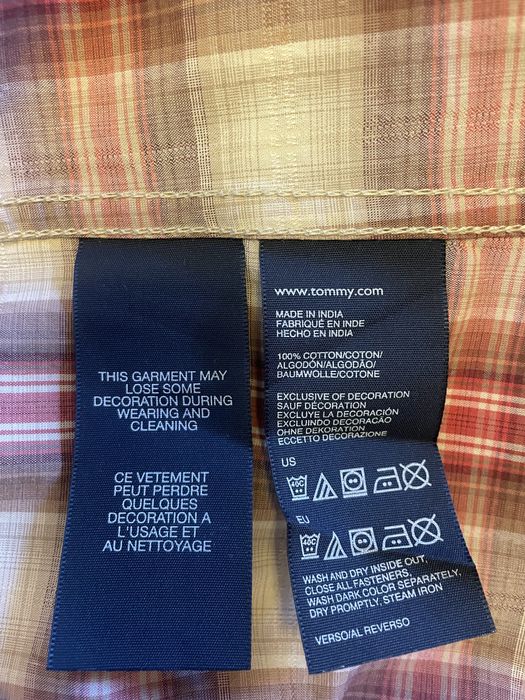 THIS GARMENT MAY
LOSE SOME
DECORATION DURING
WEARING AND
CLEANING
CE VETEMENT
PEUT PERDRE
QUELQUES
DECORATION A
L'USAGE ET
AU NETTOYAGE
www.tommy.com
MADE IN INDIA
FABRIQUÉ EN INDE
HECHO EN INDIA
100% COTTON/COTON/
ALGODÓN/ALGODÃO/
BAUMWOLLE/COTONE
EXCLUSIVE OF DECORATION
SAUF DÉCORATION
EXCLUYE LA DECORACIÓN
EXCLUINDO DECORAÇÃO
OHNE DEKORATION
ECCETTO DECORAZIONE
US
40C
EU
40C
WASH AND DRY INSIDE OUT,
CLOSE ALL FASTENERS.
WASH DARK COLOR SEPARATELY,
DRY PROMPTLY, STEAM IRON
VERSO/AL REVERSO